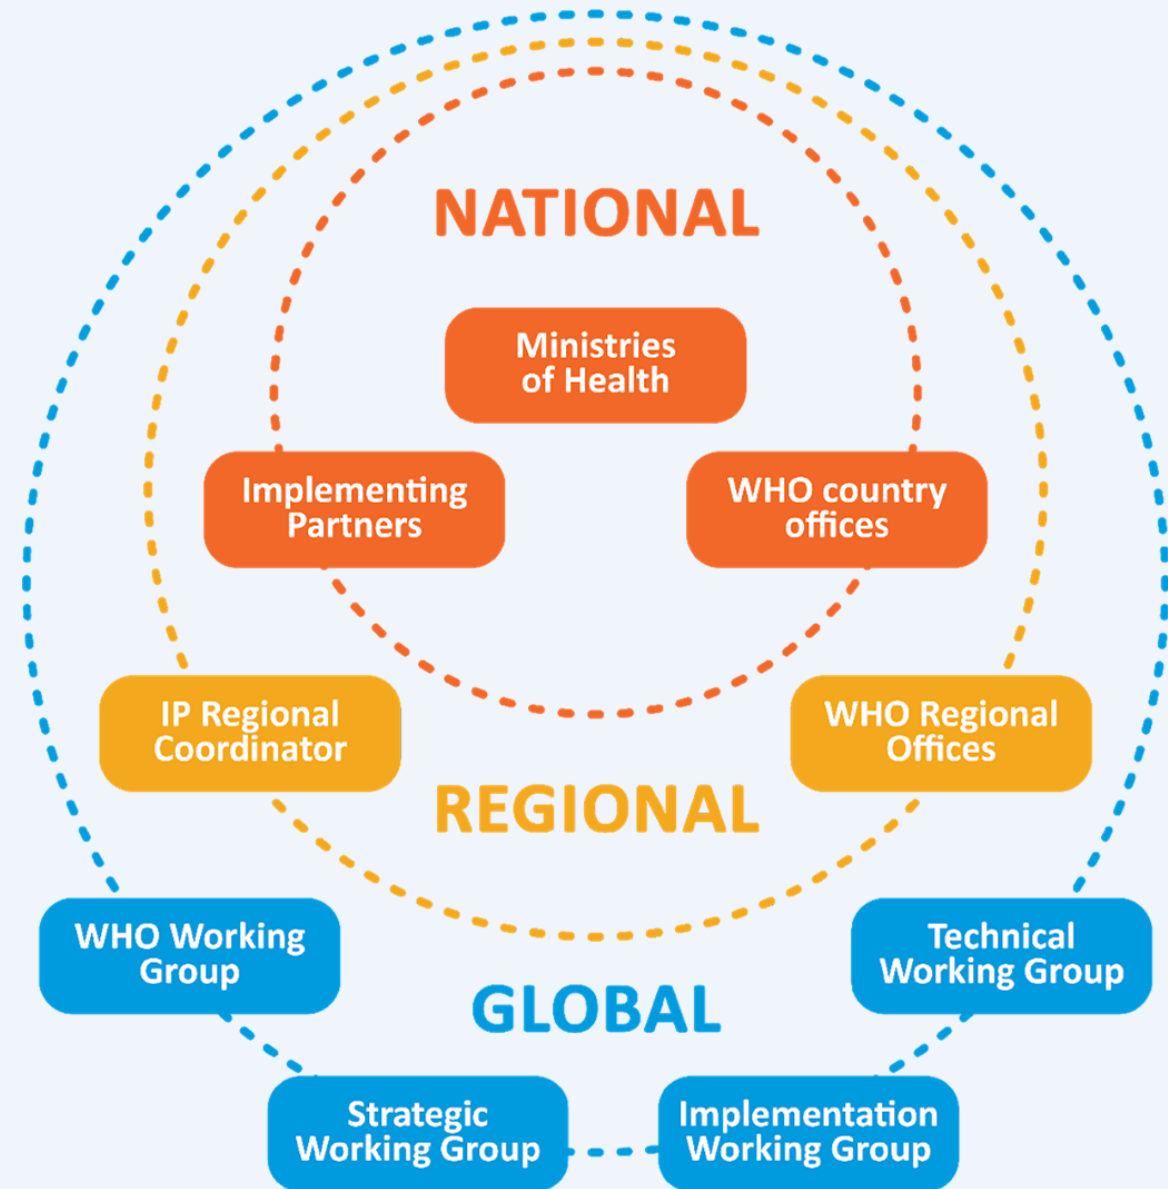 NATIONAL
Ministries
of Health
Implementing
Partners
WHO country
offices
IP Regional
Coordinator
WHO Regional
Offices
REGIONAL
WHO Working
Group
Technical
Working Group
GLOBAL
Strategic
Working Group
Implementation
Working Group